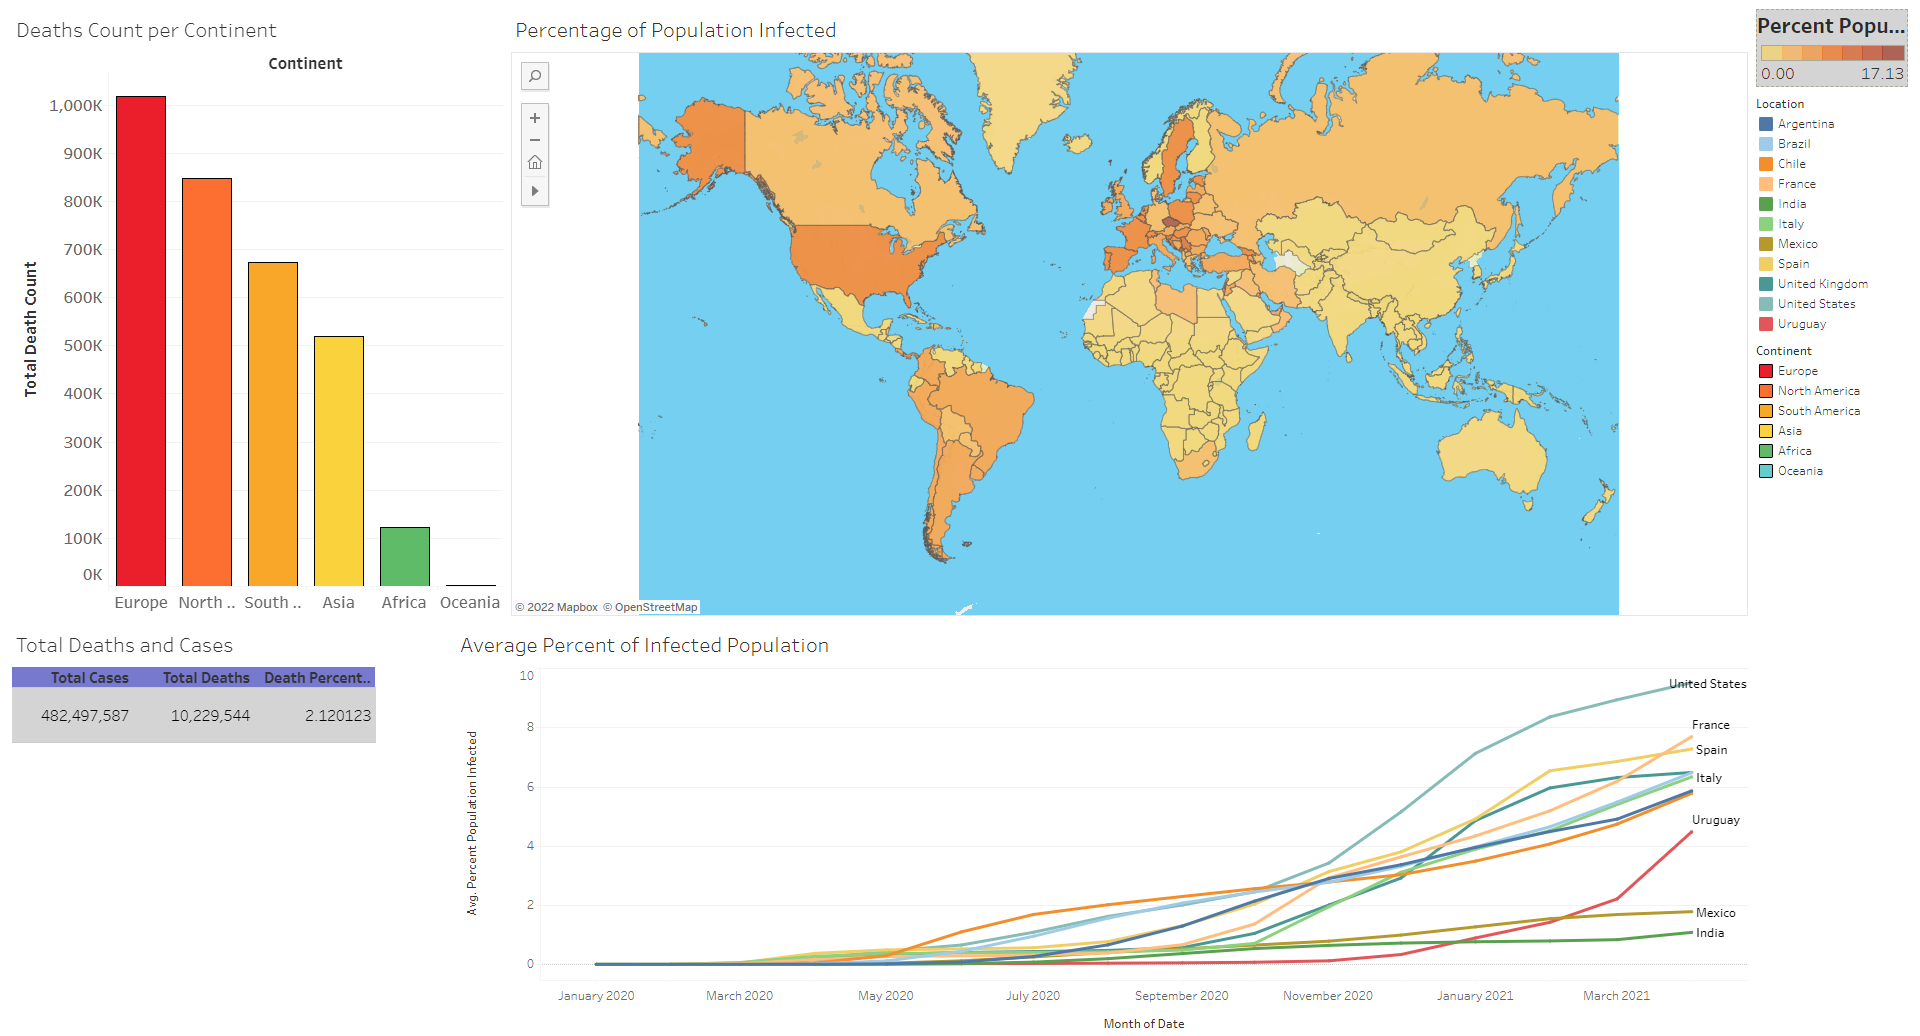 Deaths Count per Continent
Continent
Total Death Count
1,000K
900K
800K
700K
600K
500K
400K
300K
200K
100K
0K
Europe North .. South .. Asia Africa Oceania
Percentage of Population Infected
© 2022 Mapbox © OpenStreetMap
Percent Popu...
0.00 17.13
Location
Argentina
Brazil
Chile
France
India
Italy
Mexico
Spain
United Kingdom
United States
Uruguay
Continent
Europe
North America
South America
Asia
Africa
Oceania
Total Deaths and Cases
Total Cases Total Deaths Death Percent..
482,497,587 10,229,544 2.120123
Average Percent of Infected Population
Avg. Percent Population Infected
10
8
6
4
2
0
United States
France
Spain
Italy
Uruguay
Mexico
India
January 2020 March 2020 May 2020 July 2020 September 2020 November 2020 January 2021 March 2021
Month of Date